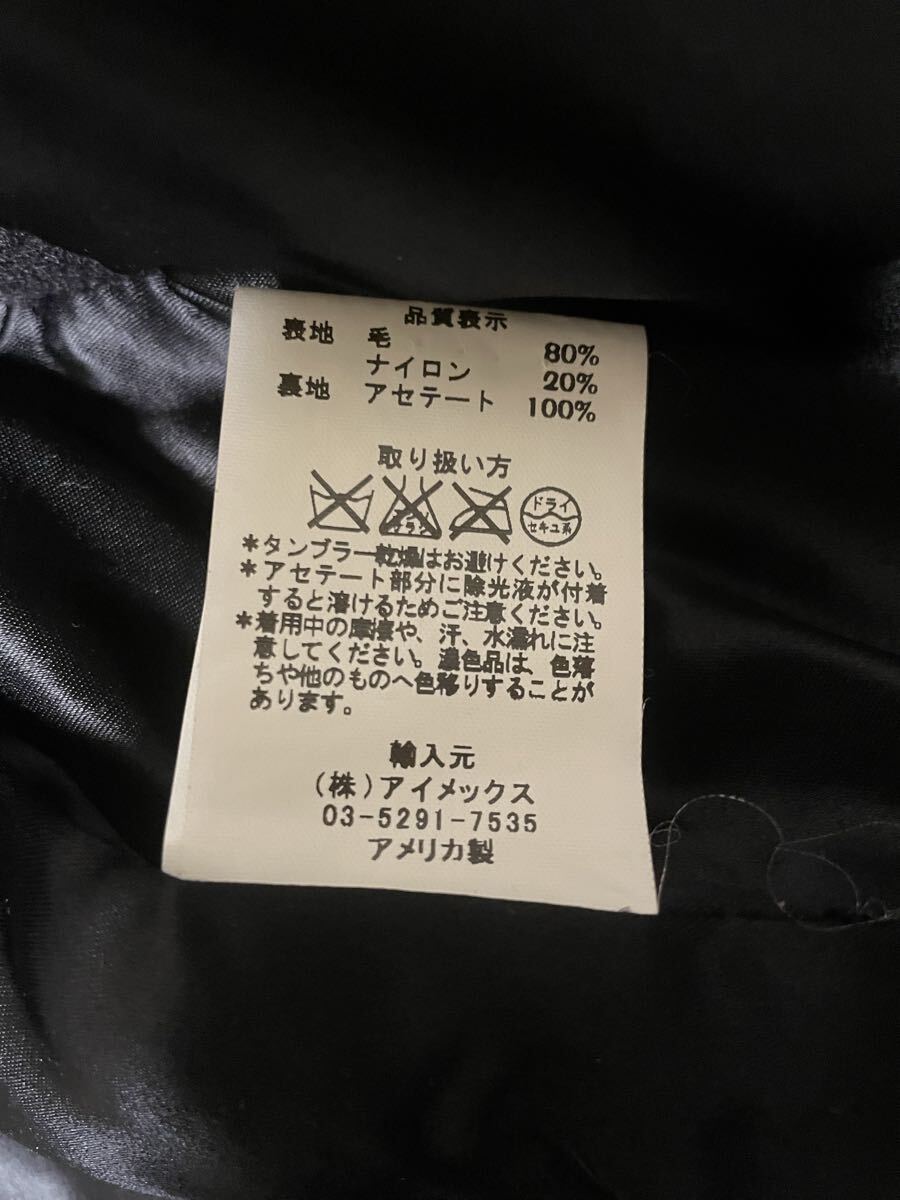 品質表示
表地 毛 80%
ナイロン 20%
裏地 アセテート 100%
取り扱い方
ドライ
セキユ系
*タンブラー乾燥はお避けください。
*アセテート部分に除光液が付着
すると溶けるためご注意ください。
*着用中の摩擦や、汗、水濡れに注
意してください。濃色品は、色落
ちや他のものへ色移りすることが
あります。
輸入元
(株)アイメックス
03-5291-7535
アメリカ製